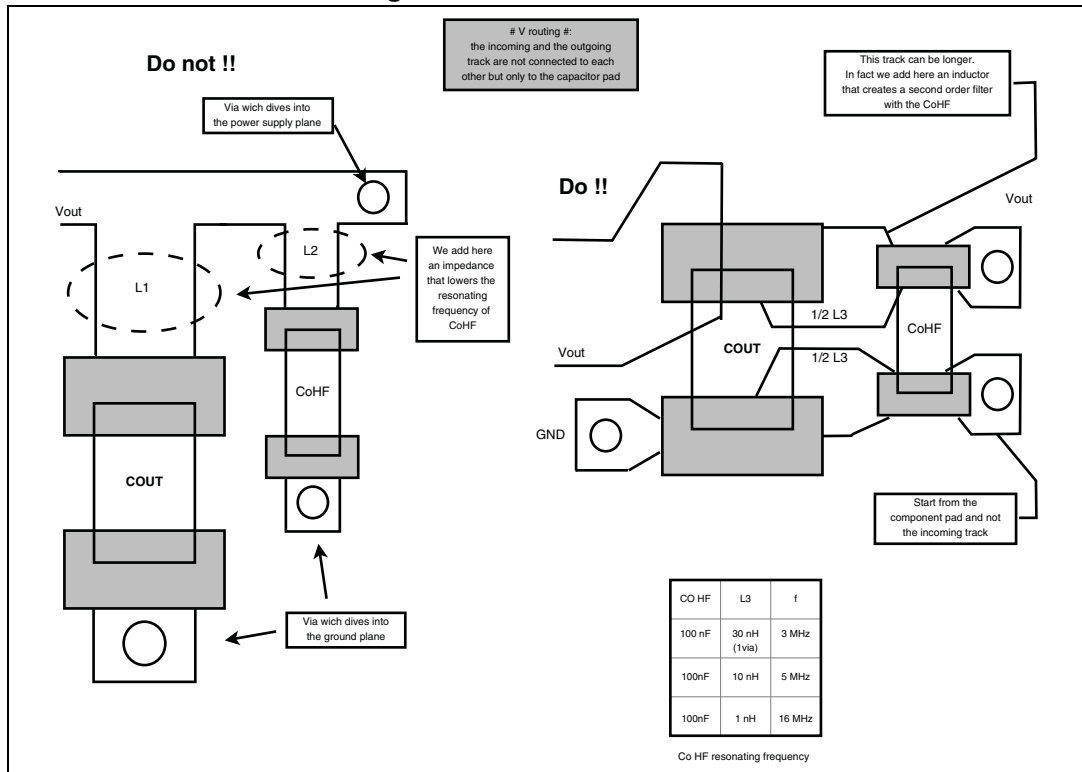 Do not !!
# V routing #:
the incoming and the outgoing
track are not connected to each
other but only to the capacitor pad
This track can be longer.
In fact we add here an inductor
that creates a second order filter
with the CoHF
Via wich dives into
the power supply plane
Do !!
Vout
Vout
L1
L2
We add here
an impedance
that lowers the
resonating
frequency of
CoHF
CoHF
COUT
Via wich dives into
the ground plane
Vout
1/2 L3
COUT
1/2 L3
CoHF
GND
Start from the
component pad and not
the incoming track
CO HF L3 f
100 nF 30 nH 3 MHz
(1via)
100nF 10 nH 5 MHz
100nF 1 nH 16 MHz
Co HF resonating frequency